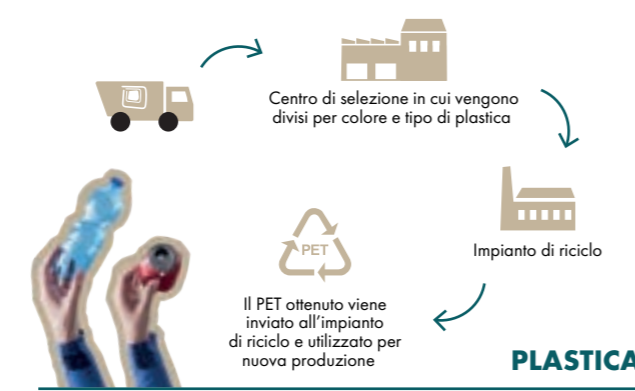 Centro di selezione in cui vengono
divisi per colore e tipo di plastica
Impianto di riciclo
PET
Il PET ottenuto viene
inviato all’impianto
di riciclo e utilizzato per
nuova produzione
PLASTICA